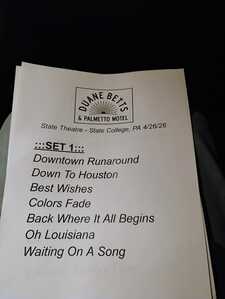 DUANE BETTS
& PALMETTO MOTEL
State Theatre - State College, PA 4/26/26
:::SET 1:::
Downtown Runaround
Down To Houston
Best Wishes
Colors Fade
Back Where It All Begins
Oh Louisiana
Waiting On A Song